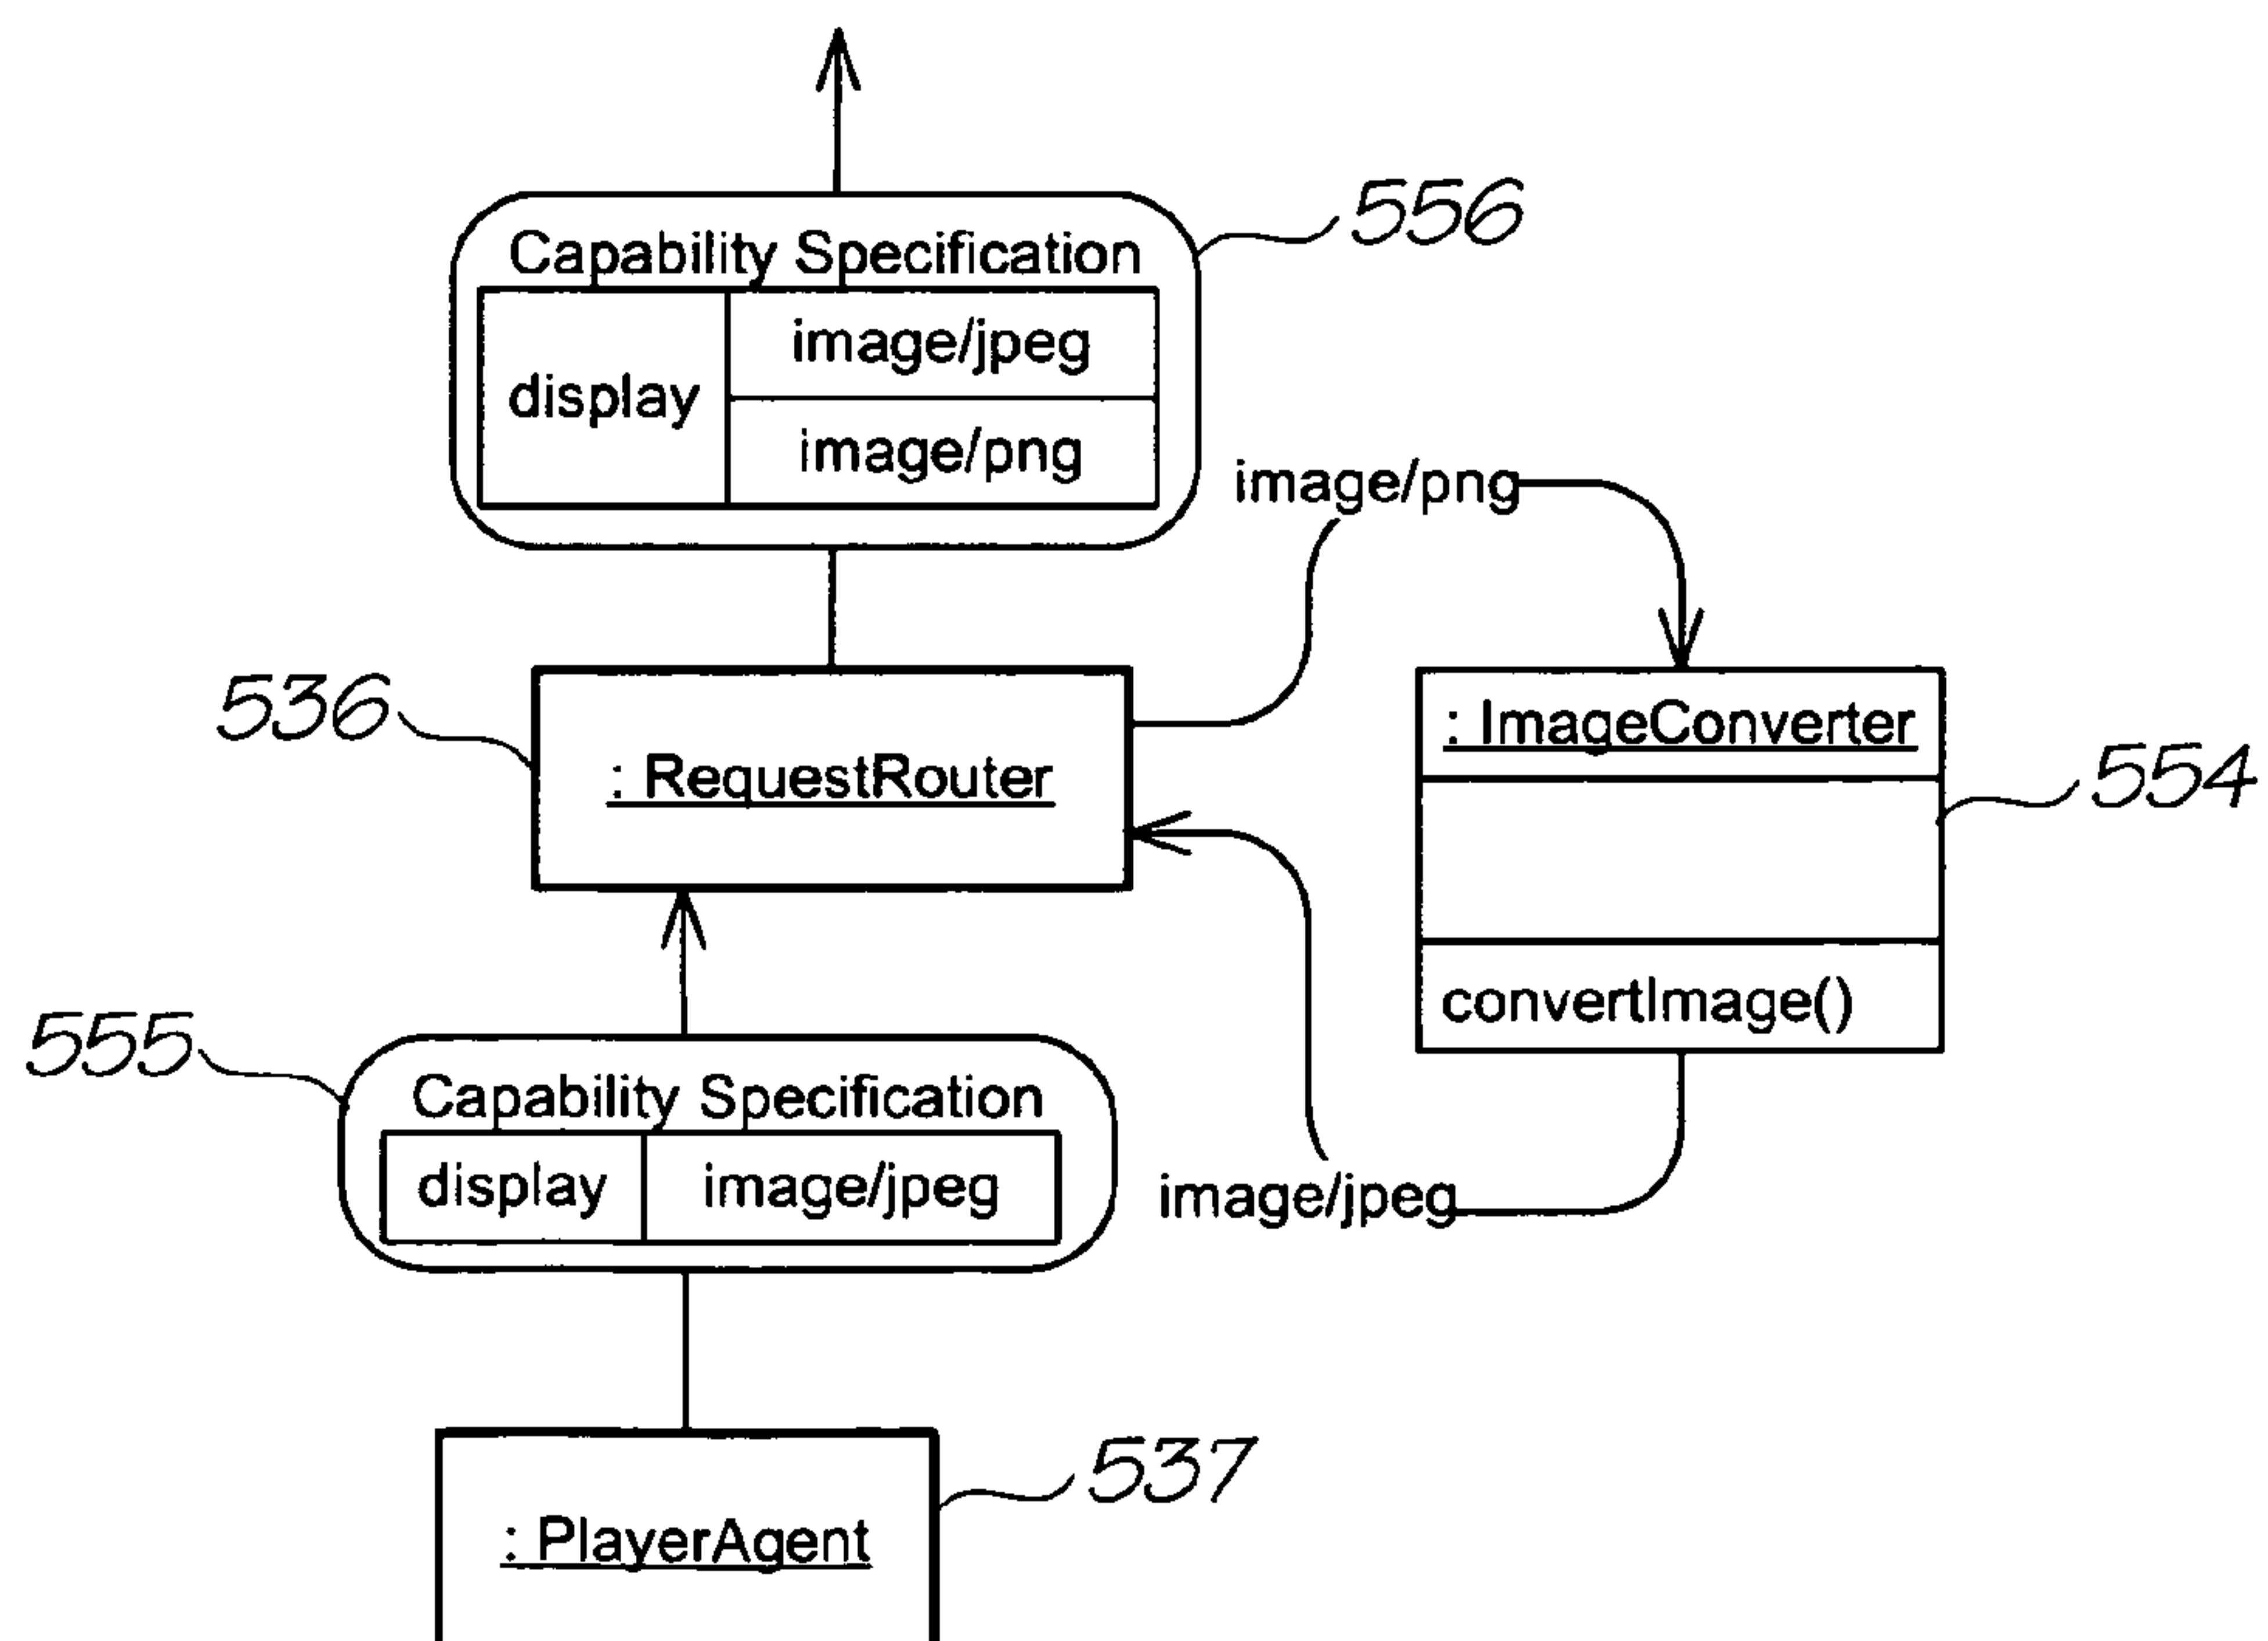 Capability Specification
556
display
image/jpeg
image/png
image/png
536
: RequestRouter
: ImageConverter
554
convertImage()
555
Capability Specification
display
image/jpeg
image/jpeg
: PlayerAgent
537